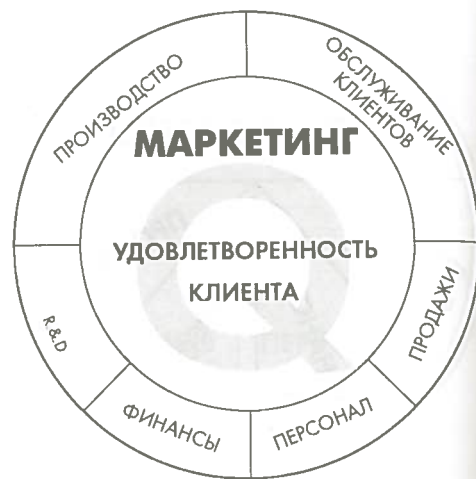 ПРОИЗВОДСТВО
ОБСЛУЖИВАНИЕ
КЛИЕНТОВ
МАРКЕТИНГ
УДОВЛЕТВОРЕННОСТЬ
КЛИЕНТА
ПРОДАЖИ
R&D
ФИНАНСЫ
ПЕРСОНАЛ